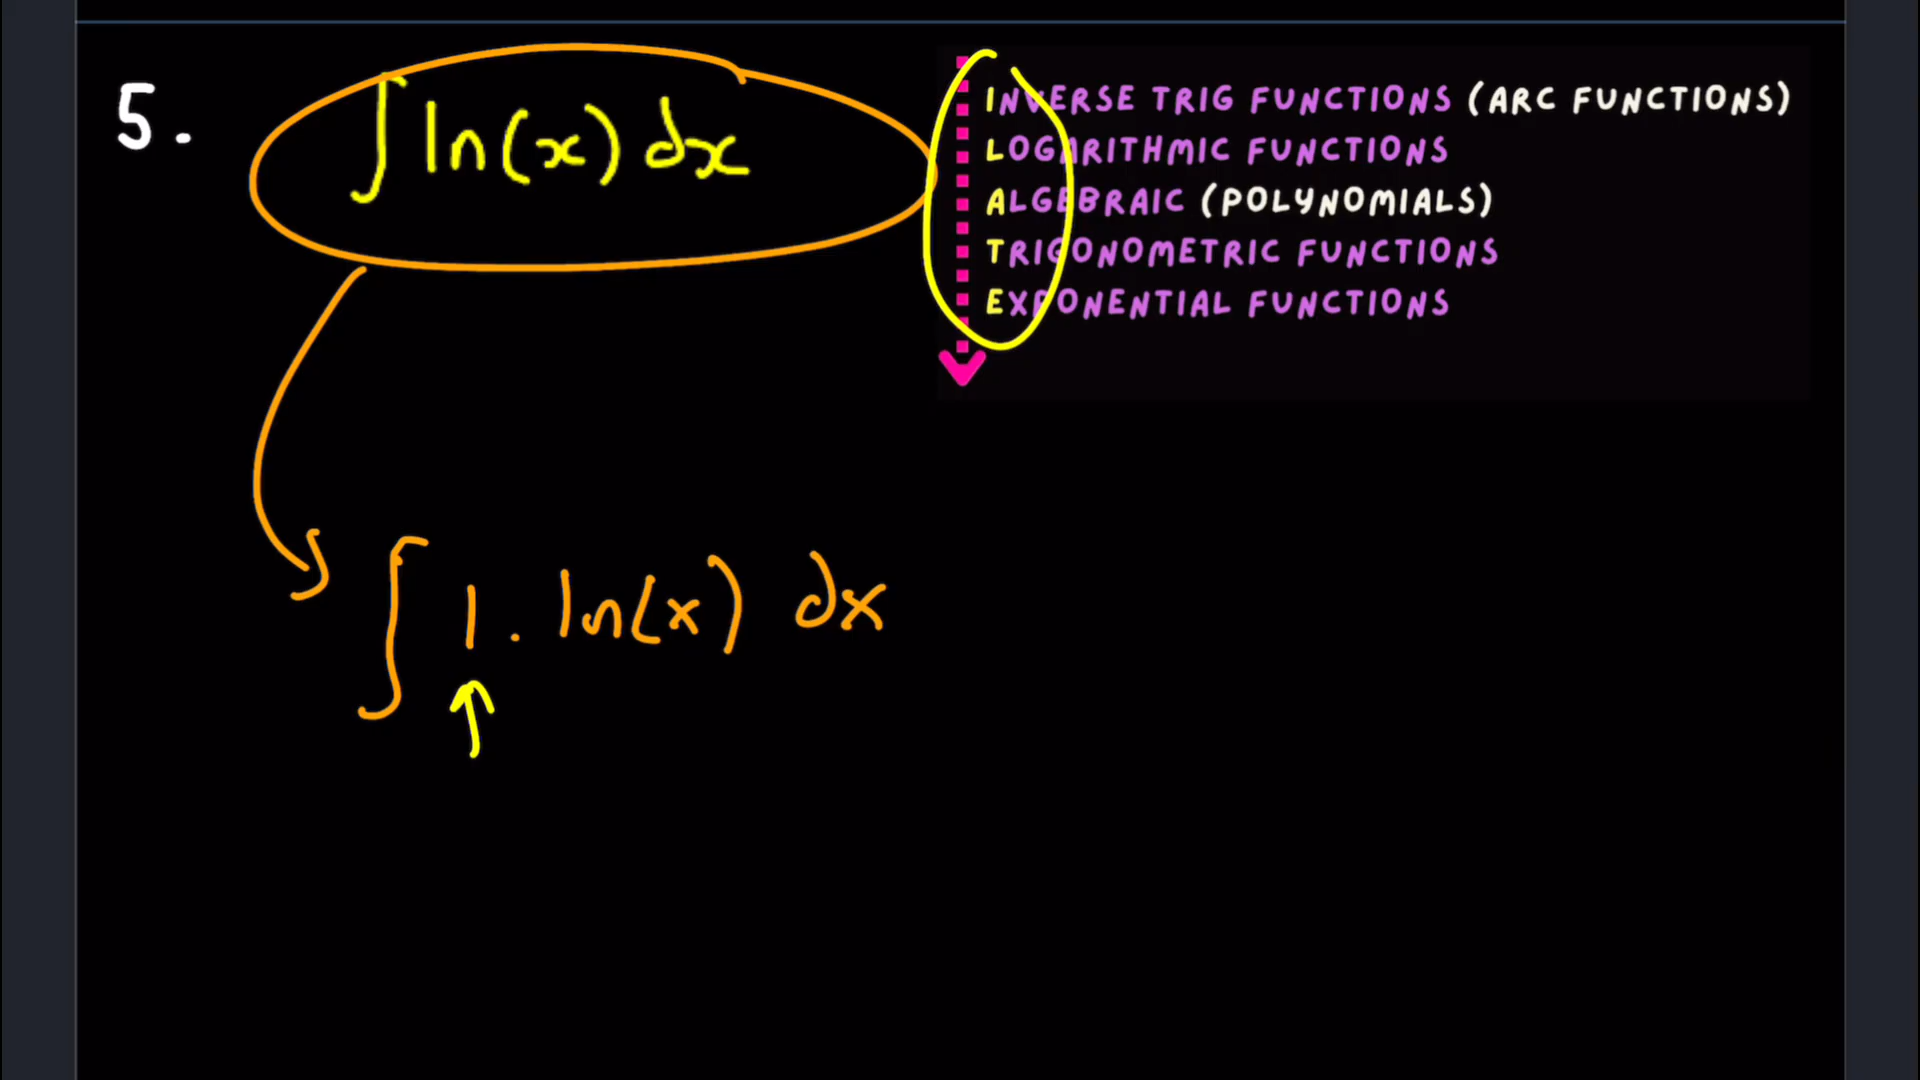 5. ∫ ln(x) dx
INVERSE TRIG FUNCTIONS (ARC FUNCTIONS)
LOGARITHMIC FUNCTIONS
ALGEBRAIC (POLYNOMIALS)
TRIGONOMETRIC FUNCTIONS
EXPONENTIAL FUNCTIONS
∫ 1 . ln(x) dx